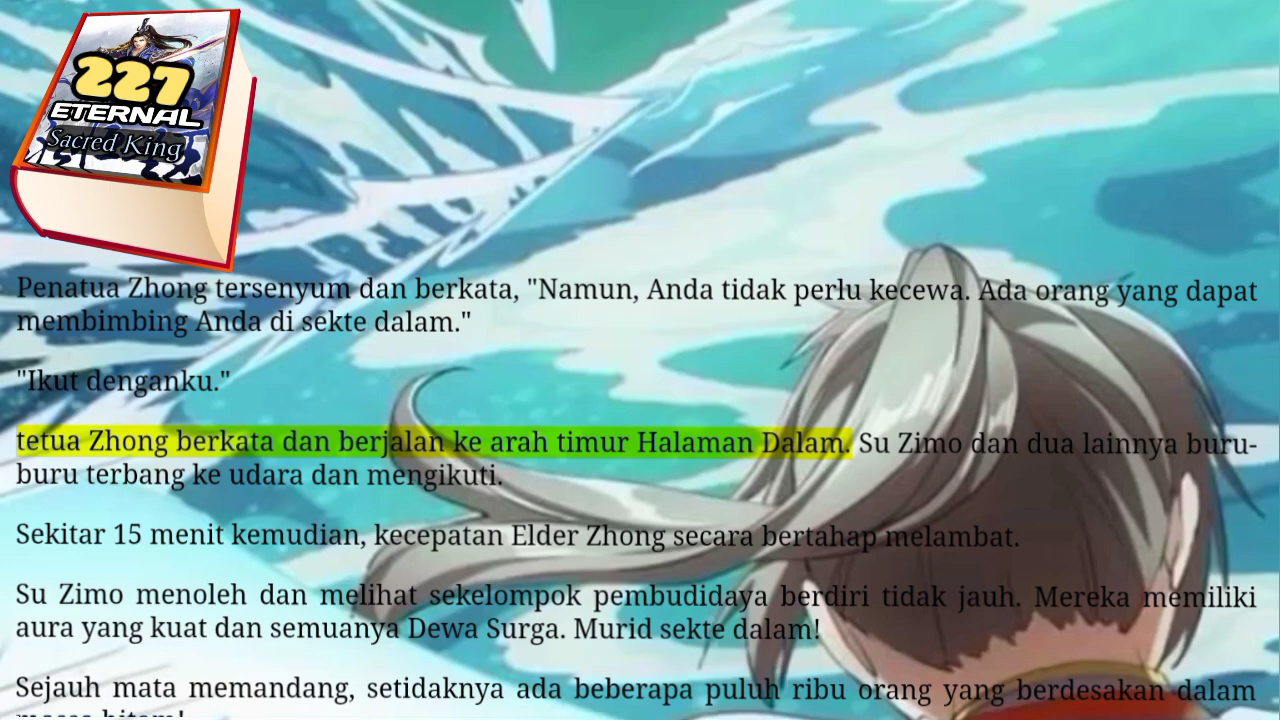 227
ETERNAL
Sacred King
Penatua Zhong tersenyum dan berkata, "Namun, Anda tidak perlu kecewa. Ada orang yang dapat
membimbing Anda di sekte dalam."
"Ikut denganku."
tetua Zhong berkata dan berjalan ke arah timur Halaman Dalam. Su Zimo dan dua lainnya buru-
buru terbang ke udara dan mengikuti.
Sekitar 15 menit kemudian, kecepatan Elder Zhong secara bertahap melambat.
Su Zimo menoleh dan melihat sekelompok pembudidaya berdiri tidak jauh. Mereka memiliki
aura yang kuat dan semuanya Dewa Surga. Murid sekte dalam!
Sejauh mata memandang, setidaknya ada beberapa puluh ribu orang yang berdesakan dalam